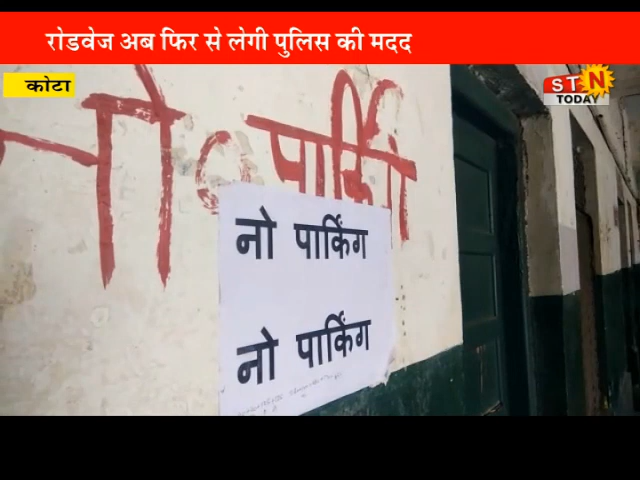 रोडवेज अब फिर से लेगी पुलिस की मदद
कोटा
STN
TODAY
नो पार्किंग
नो पार्किंग
नो पार्किंग